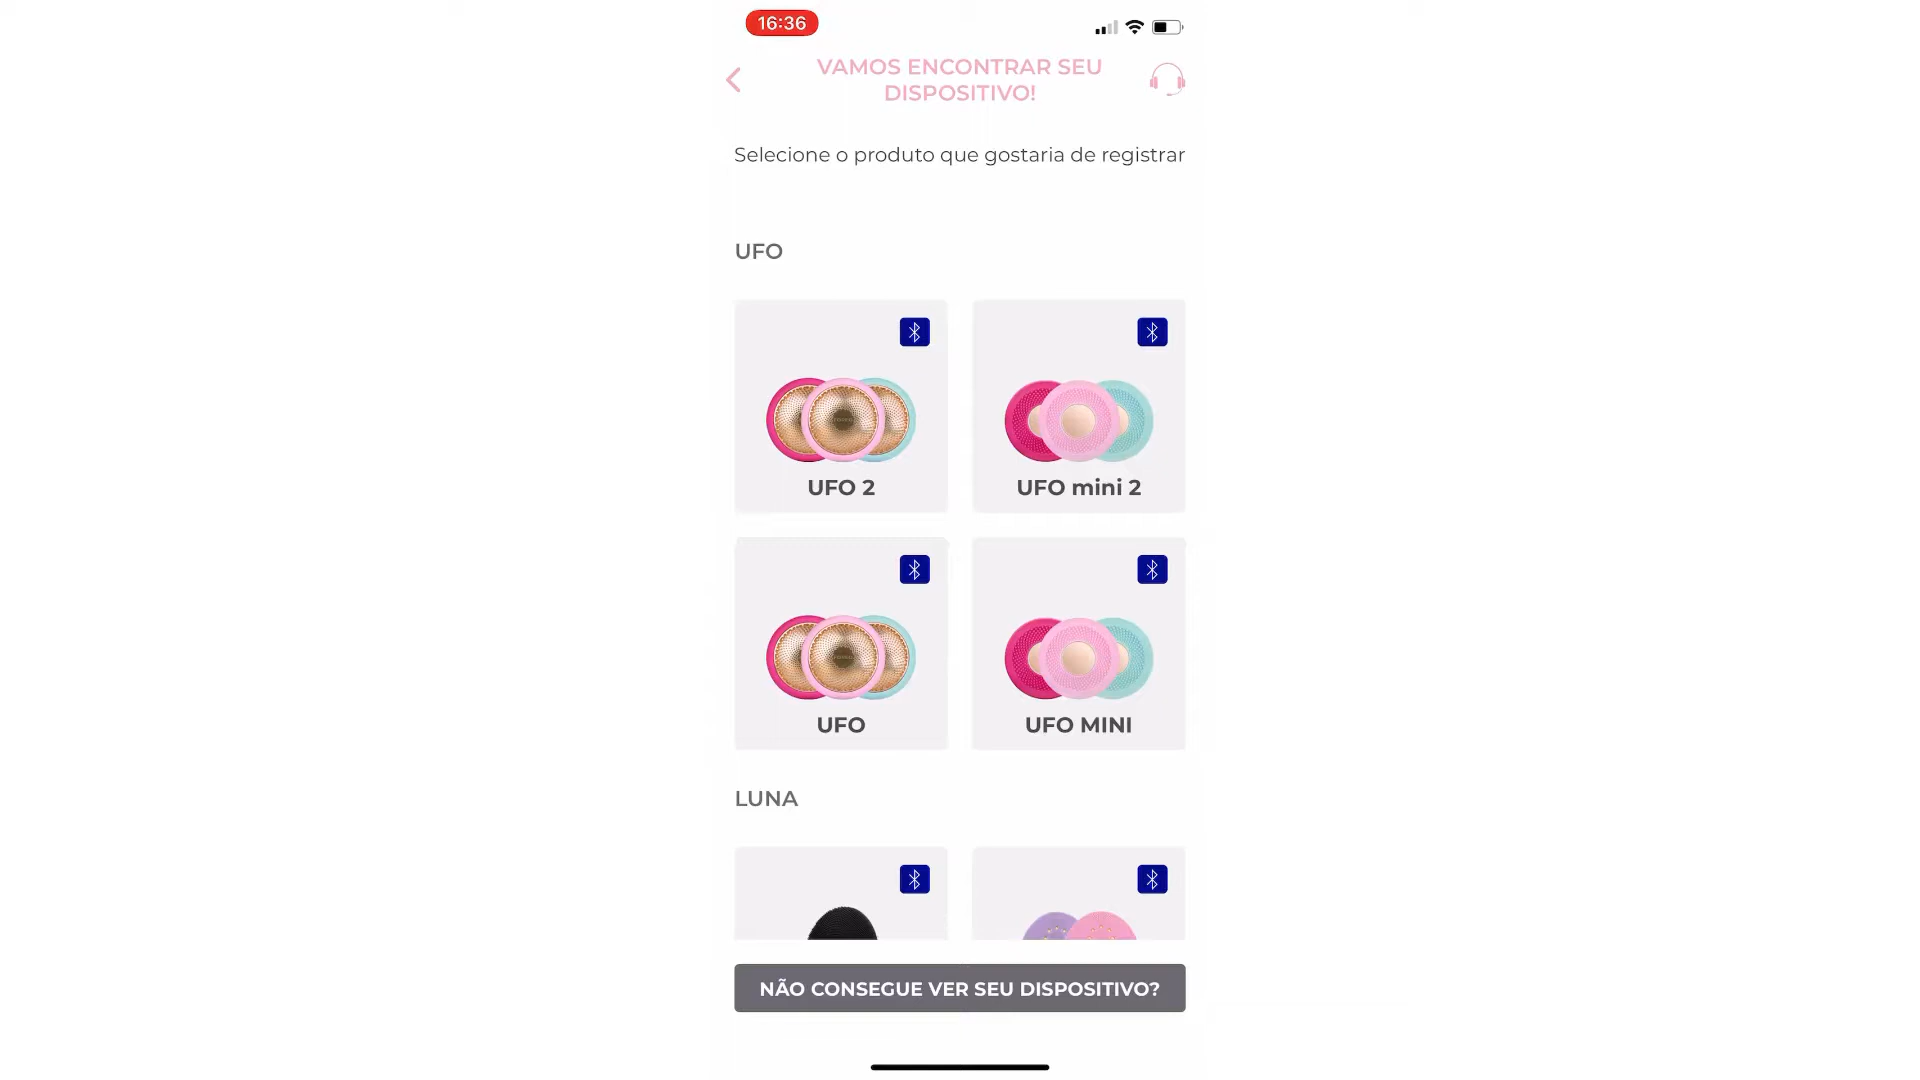 16:36
VAMOS ENCONTRAR SEU
DISPOSITIVO!
Selecione o produto que gostaria de registrar
UFO
UFO 2
UFO mini 2
UFO
UFO MINI
LUNA
NÃO CONSEGUE VER SEU DISPOSITIVO?